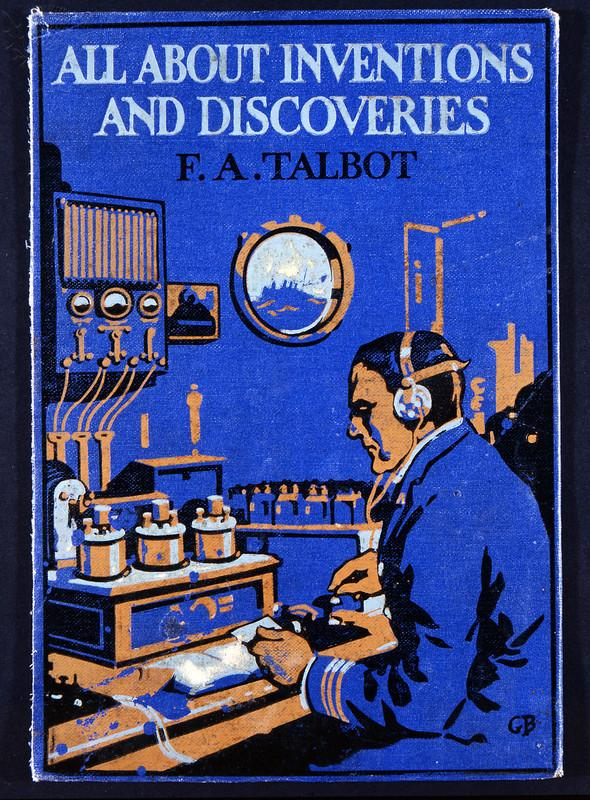 ALL ABOUT INVENTIONS
AND DISCOVERIES
F. A. TALBOT
GB